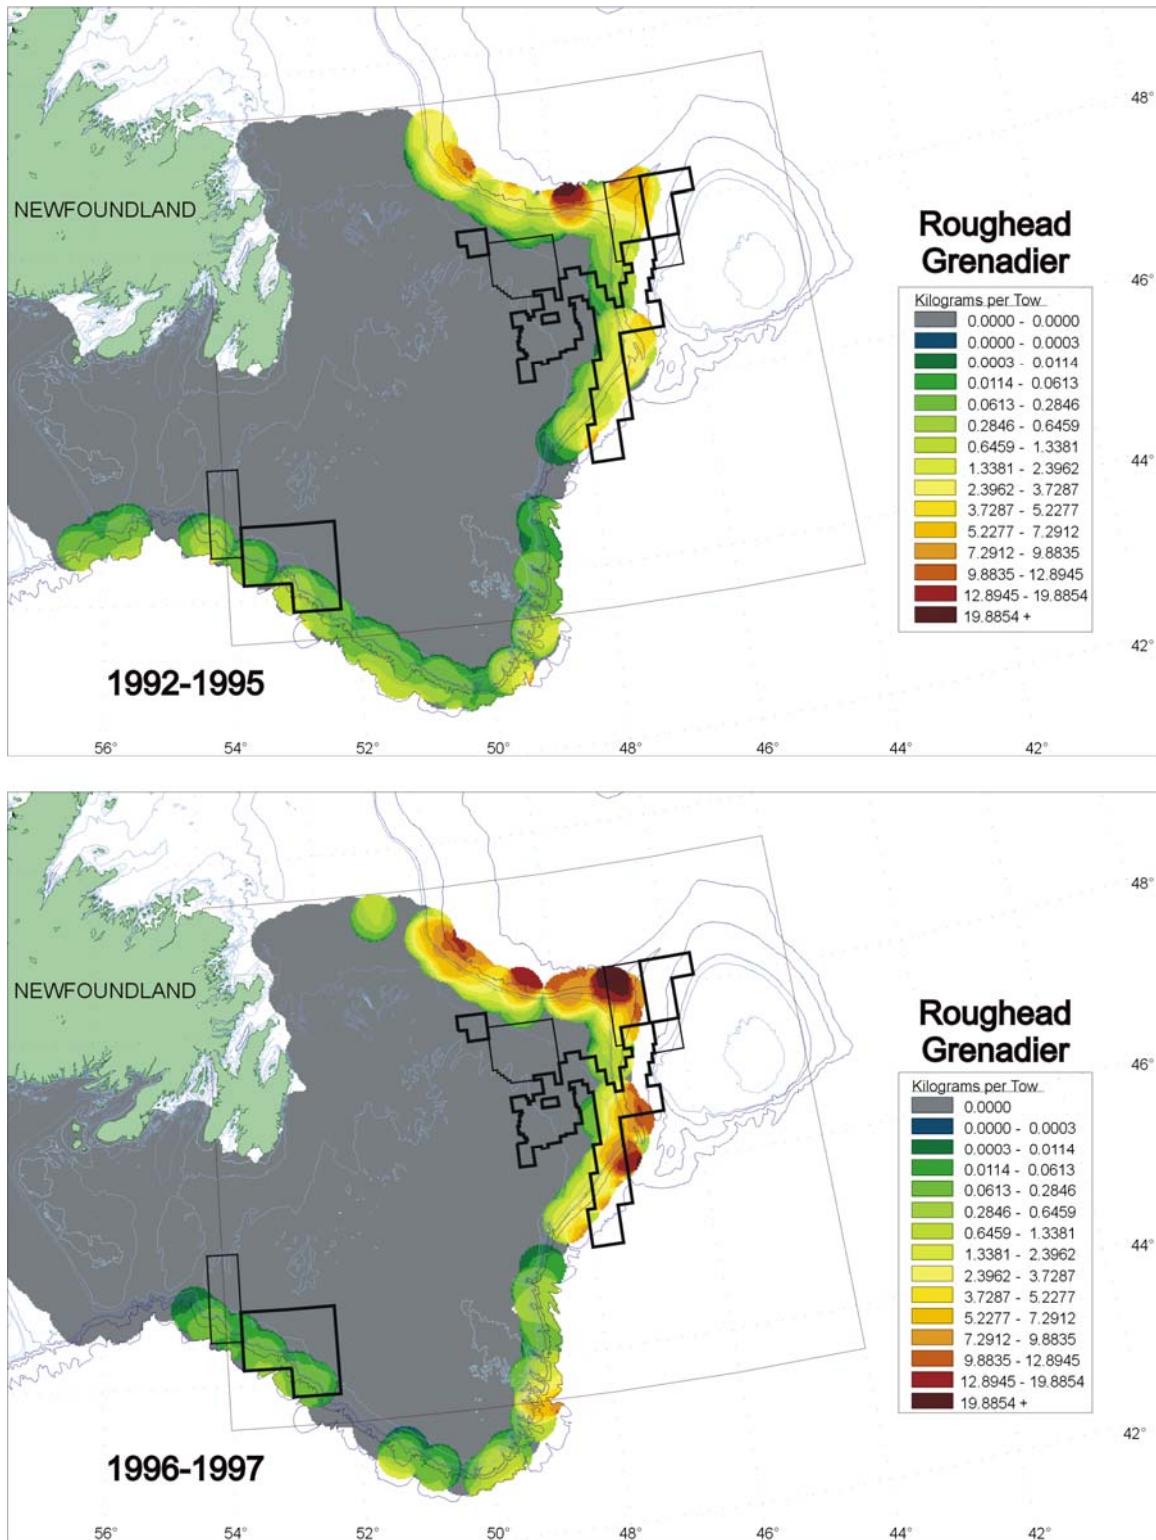 48°
NEWFOUNDLAND
Roughead
Grenadier
46°
Kilograms per Tow
0.0000 - 0.0000
0.0000 - 0.0003
0.0003 - 0.0114
0.0114 - 0.0613
0.0613 - 0.2846
0.2846 - 0.6459
0.6459 - 1.3381
1.3381 - 2.3962
2.3962 - 3.7287
3.7287 - 5.2277
5.2277 - 7.2912
7.2912 - 9.8835
9.8835 - 12.8945
12.8945 - 19.8854
19.8854 +
44°
42°
1992-1995
56°
54°
52°
50°
48°
46°
44°
42°
48°
NEWFOUNDLAND
Roughead
Grenadier
46°
Kilograms per Tow
0.0000
0.0000 - 0.0003
0.0003 - 0.0114
0.0114 - 0.0613
0.0613 - 0.2846
0.2846 - 0.6459
0.6459 - 1.3381
1.3381 - 2.3962
2.3962 - 3.7287
3.7287 - 5.2277
5.2277 - 7.2912
7.2912 - 9.8835
9.8835 - 12.8945
12.8945 - 19.8854
19.8854 +
44°
42°
1996-1997
56°
54°
52°
50°
48°
46°
44°
42°